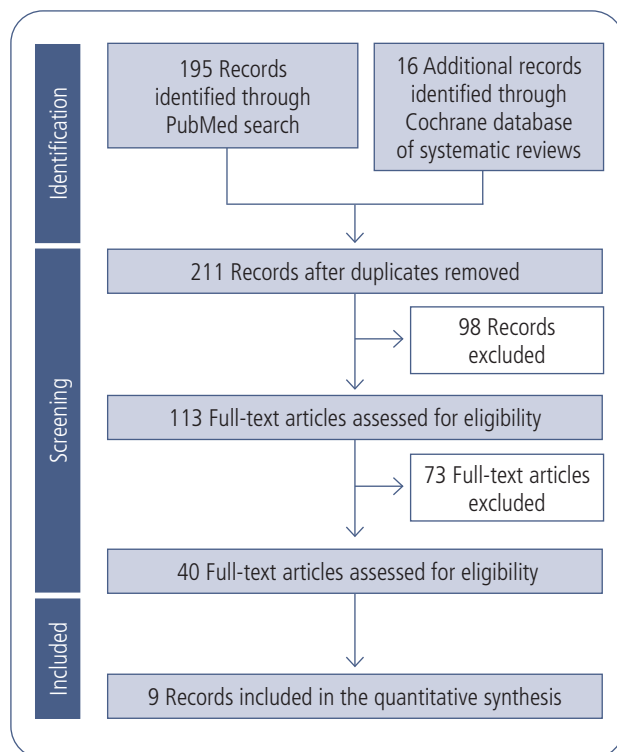 Identification
195 Records
identified through
PubMed search
16 Additional records
identified through
Cochrane database
of systematic reviews
Screening
211 Records after duplicates removed
98 Records
excluded
113 Full-text articles assessed for eligibility
73 Full-text articles
excluded
40 Full-text articles assessed for eligibility
Included
9 Records included in the quantitative synthesis